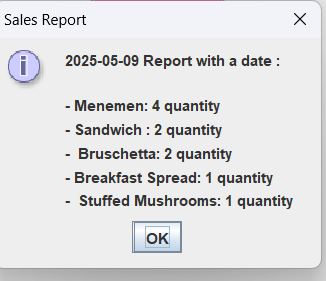 Sales Report
2025-05-09 Report with a date :
- Menemen: 4 quantity
- Sandwich : 2 quantity
-  Bruschetta: 2 quantity
- Breakfast Spread: 1 quantity
-  Stuffed Mushrooms: 1 quantity
OK